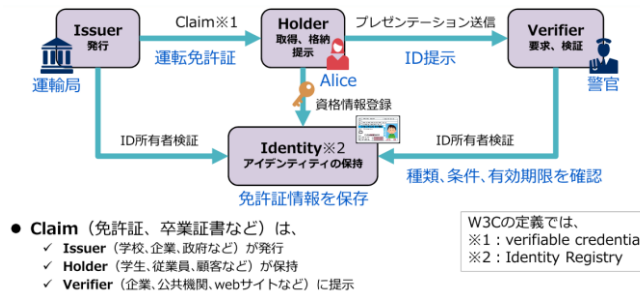 Issuer
発行
Claim※1
運転免許証
Holder
取得、格納
提示
プレゼンテーション送信
ID提示
Verifier
要求、検証
運輸局
Alice
警官
資格情報登録
ID所有者検証
ID所有者検証
Identity※2
アイデンティティの保持
免許証情報を保存
種類、条件、有効期限を確認
● Claim（免許証、卒業証書など）は、
✓ Issuer（学校、企業、政府など）が発行
✓ Holder（学生、従業員、顧客など）が保持
✓ Verifier（企業、公共機関、webサイトなど）に提示
W3Cの定義では、
※1：verifiable credentia
※2：Identity Registry